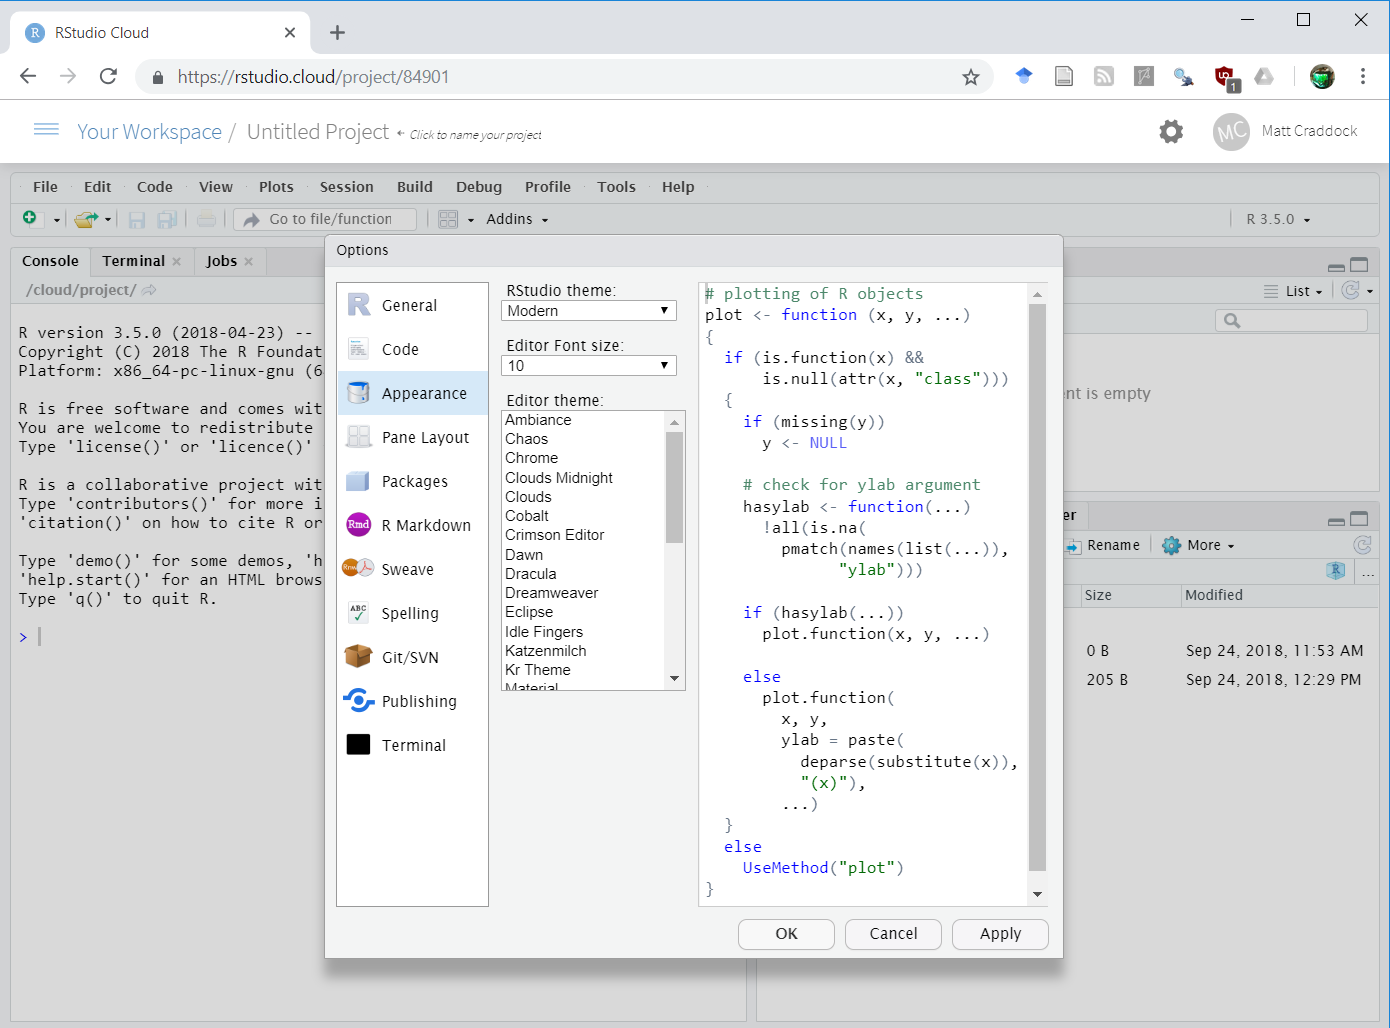 RStudio Cloud
https://rstudio.cloud/project/84901
1
Your Workspace / Untitled Project Click to name your project
MC Matt Craddock
File Edit Code View Plots Session Build Debug Profile Tools Help
Go to file/function Addins R 3.5.0
Console Terminal Jobs
/cloud/project/
R version 3.5.0 (2018-04-23) --
Copyright (C) 2018 The R Foundat
Platform: x86_64-pc-linux-gnu (6
R is free software and comes wit
You are welcome to redistribute
Type 'license()' or 'licence()'
R is a collaborative project wit
Type 'contributors()' for more i
'citation()' on how to cite R or
Type 'demo()' for some demos, 'h
'help.start()' for an HTML brows
Type 'q()' to quit R.
>
Options
General
Code
Appearance
Pane Layout
Packages
Rmd R Markdown
Sweave
ABC Spelling
Git/SVN
Publishing
Terminal
RStudio theme:
Modern
Editor Font size:
10
Editor theme:
Ambiance
Chaos
Chrome
Clouds Midnight
Clouds
Cobalt
Crimson Editor
Dawn
Dracula
Dreamweaver
Eclipse
Idle Fingers
Katzenmilch
Kr Theme
Material
# plotting of R objects
plot <- function (x, y, ...)
{
if (is.function(x) &&
is.null(attr(x, "class")))
{
if (missing(y))
y <- NULL
# check for ylab argument
hasylab <- function(...)
!all(is.na(
pmatch(names(list(...)),
"ylab")))
if (hasylab(...))
plot.function(x, y, ...)
else
plot.function(
x, y,
ylab = paste(
deparse(substitute(x)),
"(x)"),
...)
}
else
UseMethod("plot")
}
OK Cancel Apply
List
nt is empty
er
Rename More
...
Size Modified
0 B Sep 24, 2018, 11:53 AM
205 B Sep 24, 2018, 12:29 PM